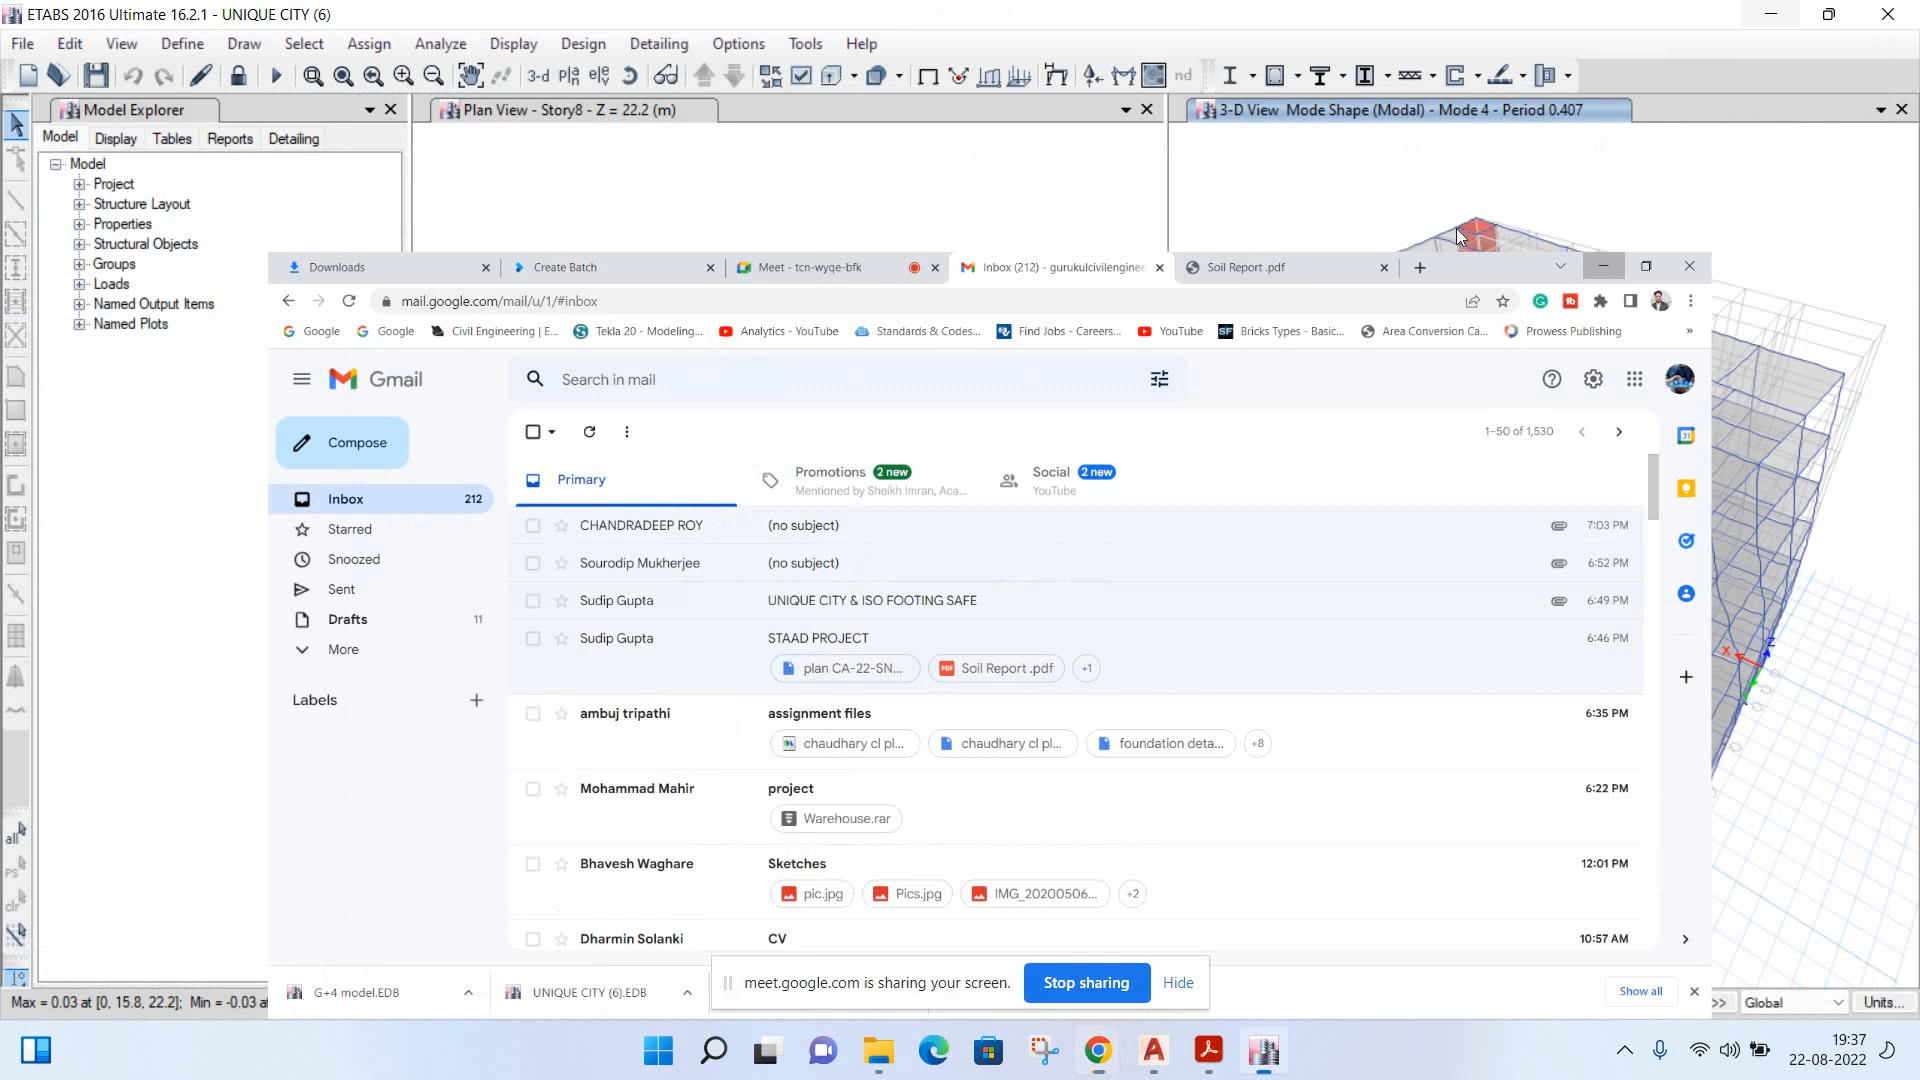 ETABS 2016 Ultimate 16.2.1 - UNIQUE CITY (6)
File Edit View Define Draw Select Assign Analyze Display Design Detailing Options Tools Help
3-d nd
Model Explorer
Plan View - Story8 - Z = 22.2 (m)
3-D View Mode Shape (Modal) - Mode 4 - Period 0.407
Model Display Tables Reports Detailing
Model
Project
Structure Layout
Properties
Structural Objects
Groups
Loads
Named Output Items
Named Plots
Downloads
Create Batch
Meet - tcn-wyqe-bfk
Inbox (212) - gurukulcivilenginee
Soil Report .pdf
mail.google.com/mail/u/1/#inbox
Google
Google
Civil Engineering | E...
Tekla 20 - Modeling...
Analytics - YouTube
Standards & Codes...
Find Jobs - Careers...
YouTube
Bricks Types - Basic...
Area Conversion Ca...
Prowess Publishing
»
Gmail
Search in mail
Compose
1-50 of 1,530
Primary
Promotions 2 new
Mentioned by Sheikh Imran, Aca...
Social 2 new
YouTube
Inbox 212
Starred
Snoozed
Sent
Drafts 11
More
Labels
CHANDRADEEP ROY (no subject) 7:03 PM
Sourodip Mukherjee (no subject) 6:52 PM
Sudip Gupta UNIQUE CITY & ISO FOOTING SAFE 6:49 PM
Sudip Gupta STAAD PROJECT 6:46 PM
plan CA-22-SN... Soil Report .pdf +1
ambuj tripathi assignment files 6:35 PM
chaudhary cl pl... chaudhary cl pl... foundation deta... +8
Mohammad Mahir project 6:22 PM
Warehouse.rar
Bhavesh Waghare Sketches 12:01 PM
pic.jpg Pics.jpg IMG_20200506... +2
Dharmin Solanki CV 10:57 AM
X
Z
all
PS
clr
meet.google.com is sharing your screen. Stop sharing Hide
G+4 model.EDB
UNIQUE CITY (6).EDB
Show all
Max = 0.03 at [0, 15.8, 22.2]; Min = -0.03 a
>> Global Units...
19:37
22-08-2022